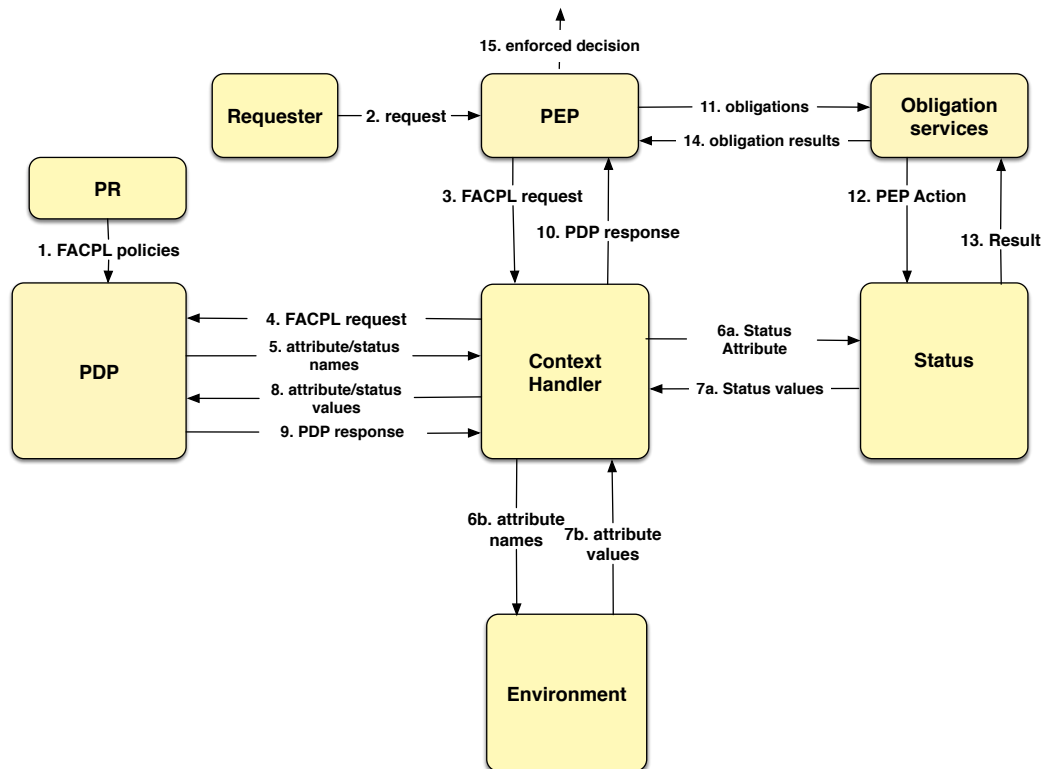 15. enforced decision
Requester
2. request
PEP
11. obligations
14. obligation results
Obligation
services
PR
1. FACPL policies
3. FACPL request
10. PDP response
12. PEP Action
13. Result
PDP
4. FACPL request
5. attribute/status
names
8. attribute/status
values
9. PDP response
Context
Handler
6a. Status
Attribute
7a. Status values
Status
6b. attribute
names
7b. attribute
values
Environment